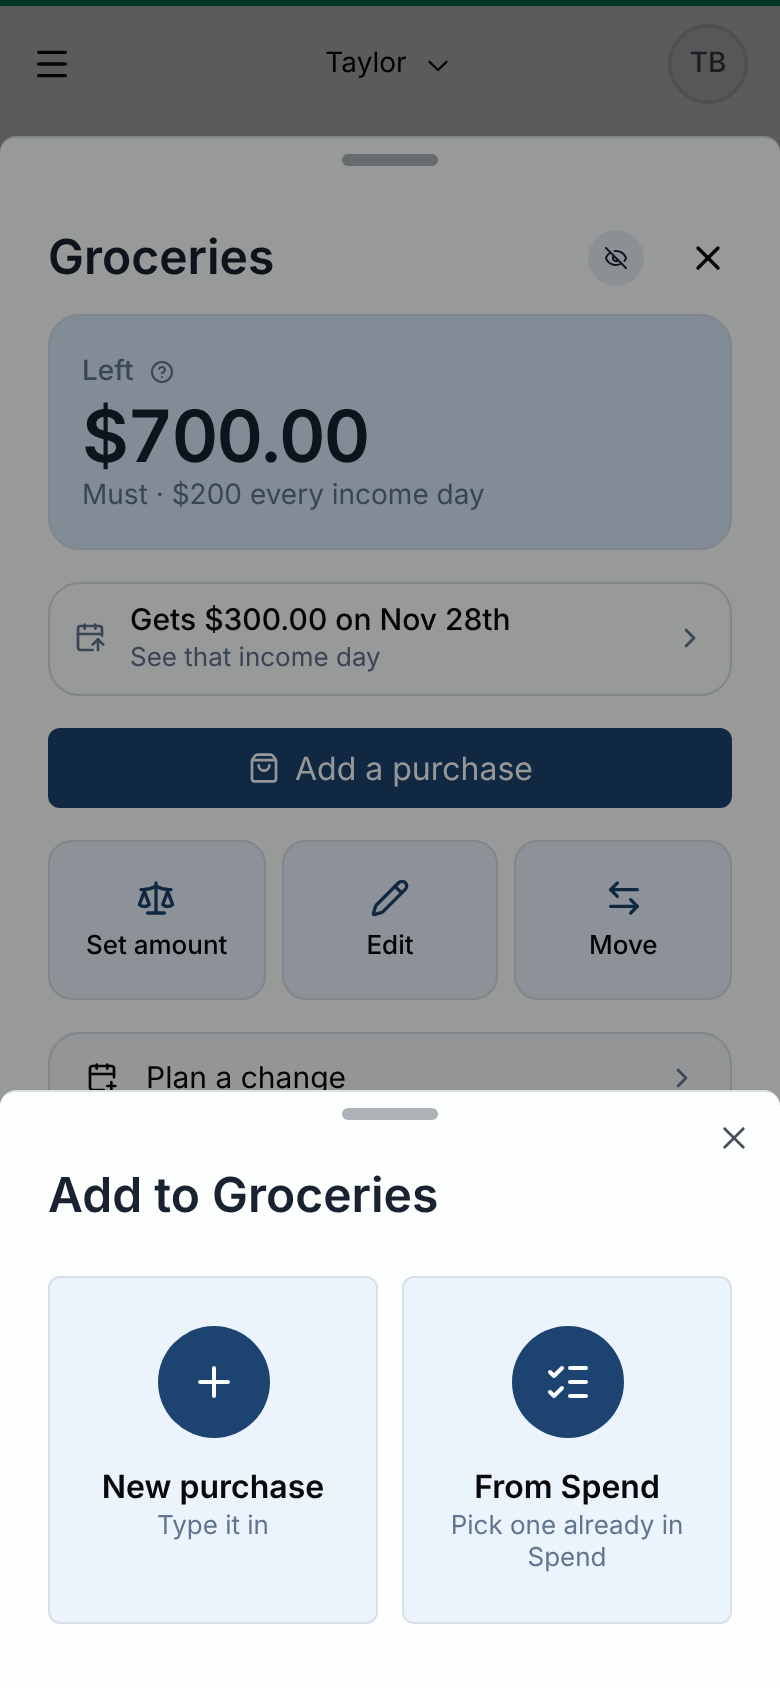 Taylor
TB
Groceries
Left
$700.00
Must · $200 every income day
Gets $300.00 on Nov 28th
See that income day
Add a purchase
Set amount
Edit
Move
Plan a change
Add to Groceries
New purchase
Type it in
From Spend
Pick one already in
Spend